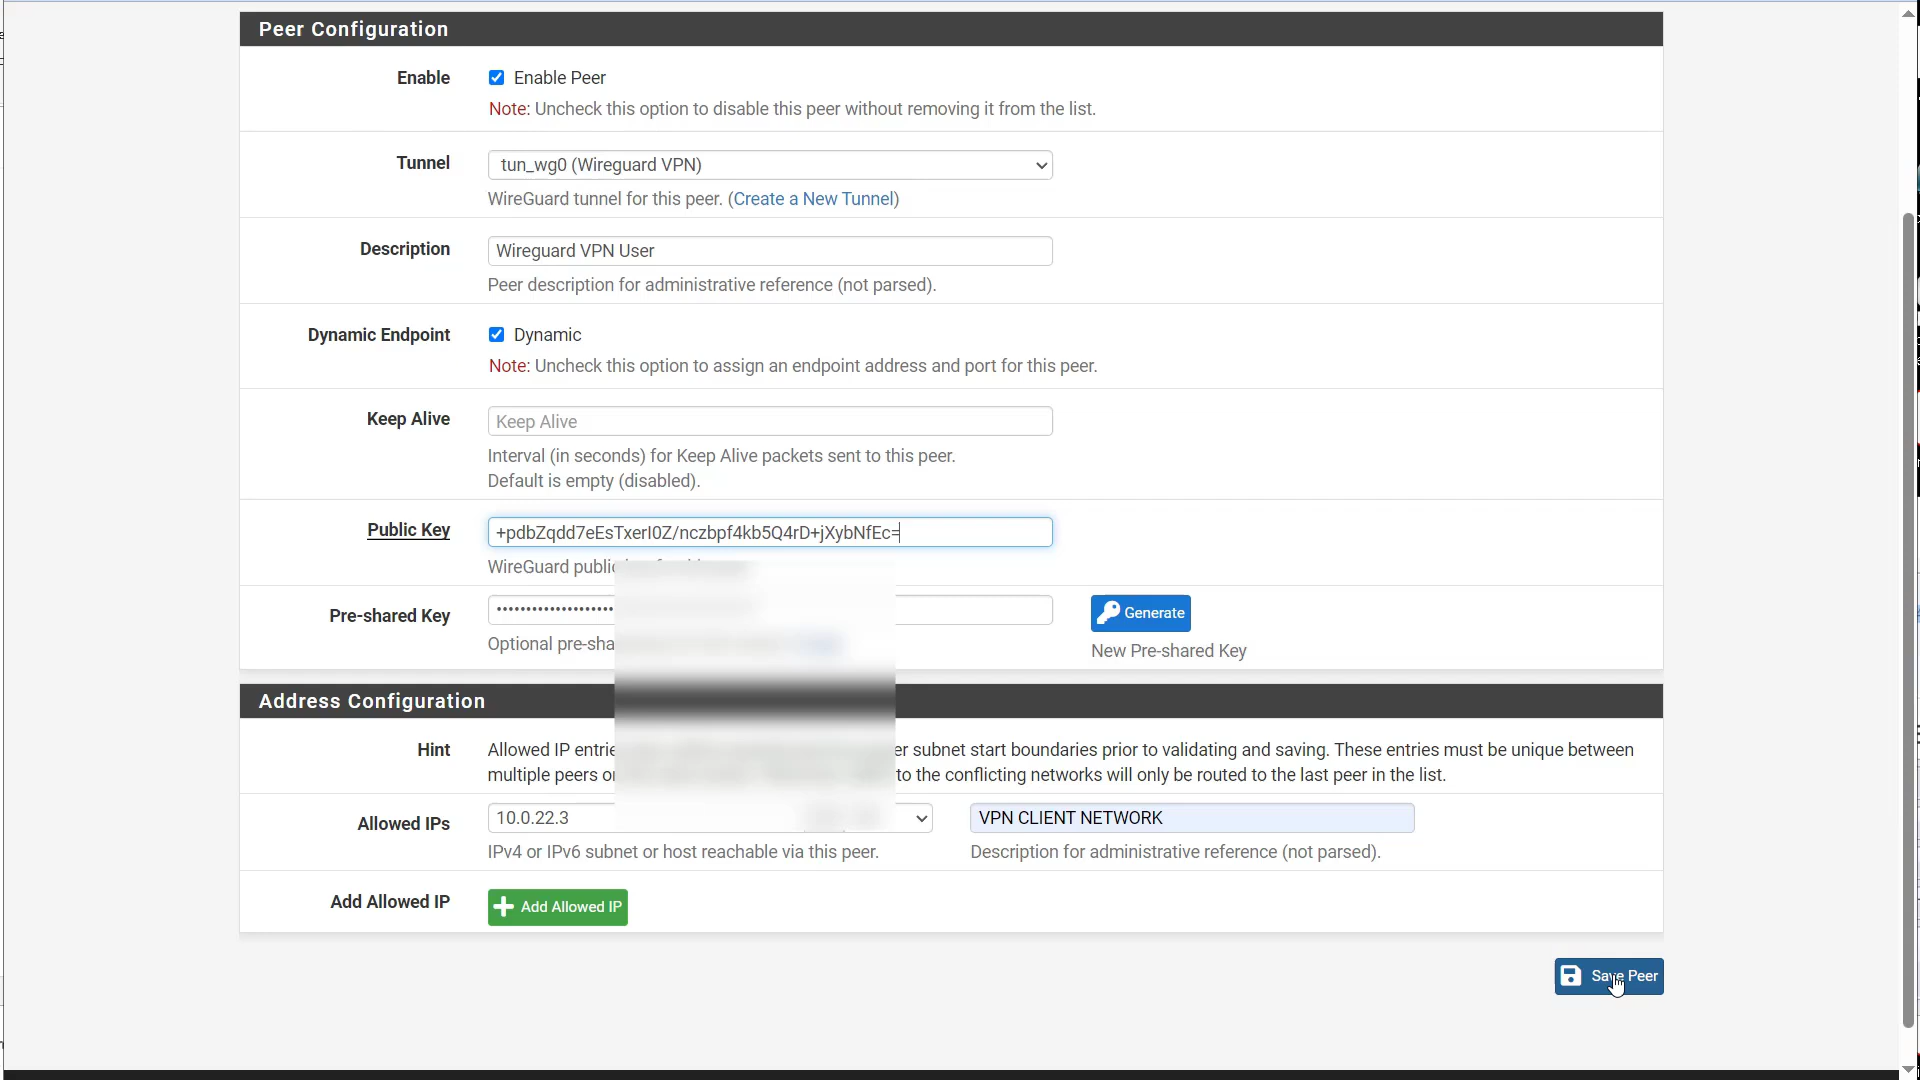 Peer Configuration
Enable
Enable Peer
Note: Uncheck this option to disable this peer without removing it from the list.
Tunnel
tun_wg0 (Wireguard VPN)
WireGuard tunnel for this peer. (Create a New Tunnel)
Description
Wireguard VPN User
Peer description for administrative reference (not parsed).
Dynamic Endpoint
Dynamic
Note: Uncheck this option to assign an endpoint address and port for this peer.
Keep Alive
Keep Alive
Interval (in seconds) for Keep Alive packets sent to this peer.
Default is empty (disabled).
Public Key
+pdbZqdd7eEsTxerI0Z/nczbpf4kb5Q4rD+jXybNfEc=
WireGuard
Pre-shared Key
Generate
Optional
New Pre-shared Key
Address Configuration
Hint
Allowed IP subnet start boundaries prior to validating and saving. These entries must be unique between
multiple peers to the conflicting networks will only be routed to the last peer in the list.
Allowed IPs
10.0.22.3
VPN CLIENT NETWORK
IPv4 or IPv6 subnet or host reachable via this peer.
Description for administrative reference (not parsed).
Add Allowed IP
Add Allowed IP
Save Peer